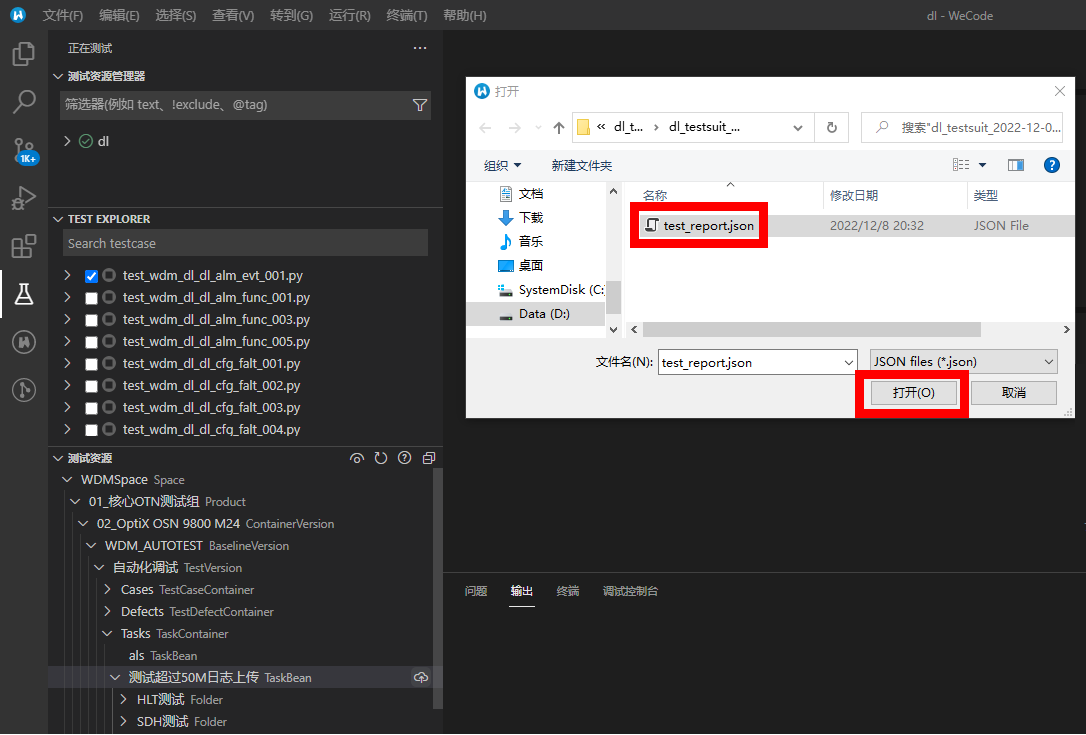 文件(F) 编辑(E) 选择(S) 查看(V) 转到(G) 运行(R) 终端(T) 帮助(H) dl - WeCode
正在测试
测试资源管理器
筛选器(例如 text、!exclude、@tag)
dl
1K+
TEST EXPLORER
Search testcase
test_wdm_dl_dl_alm_evt_001.py
test_wdm_dl_dl_alm_func_001.py
test_wdm_dl_dl_alm_func_003.py
test_wdm_dl_dl_alm_func_005.py
test_wdm_dl_dl_cfg_falt_001.py
test_wdm_dl_dl_cfg_falt_002.py
test_wdm_dl_dl_cfg_falt_003.py
test_wdm_dl_dl_cfg_falt_004.py
测试资源
WDMSpace Space
01_核心OTN测试组 Product
02_OptiX OSN 9800 M24 ContainerVersion
WDM_AUTOTEST BaselineVersion
自动化调试 TestVersion
Cases TestCaseContainer
Defects TestDefectContainer
Tasks TaskContainer
als TaskBean
测试超过50M日志上传 TaskBean
HLT测试 Folder
SDH测试 Folder
打开
« dl_t... › dl_testsuit_...
搜索"dl_testsuit_2022-12-0...
组织 新建文件夹
文档
下载
音乐
桌面
SystemDisk (C:
Data (D:)
名称 修改日期 类型
test_report.json 2022/12/8 20:32 JSON File
文件名(N): test_report.json JSON files (*.json)
打开(O) 取消
问题 输出 终端 调试控制台